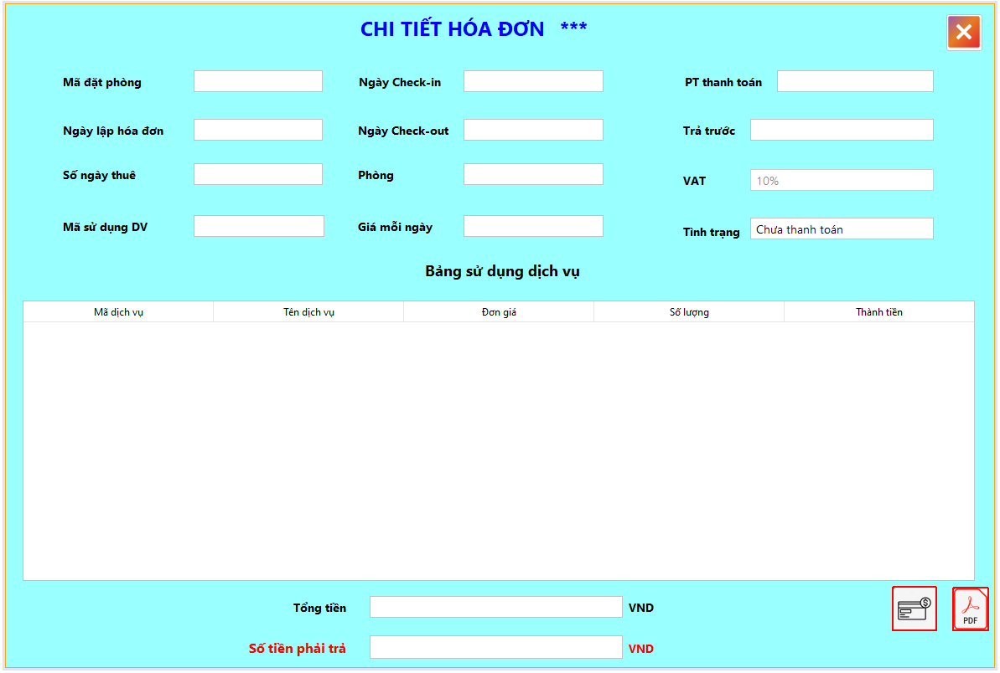 CHI TIẾT HÓA ĐƠN ***
Mã đặt phòng
Ngày Check-in
PT thanh toán
Ngày lập hóa đơn
Ngày Check-out
Trả trước
Số ngày thuê
Phòng
VAT
10%
Mã sử dụng DV
Giá mỗi ngày
Tình trạng
Chưa thanh toán
Bảng sử dụng dịch vụ
Mã dịch vụ
Tên dịch vụ
Đơn giá
Số lượng
Thành tiền
Tổng tiền
VND
$
PDF
Số tiền phải trả
VND